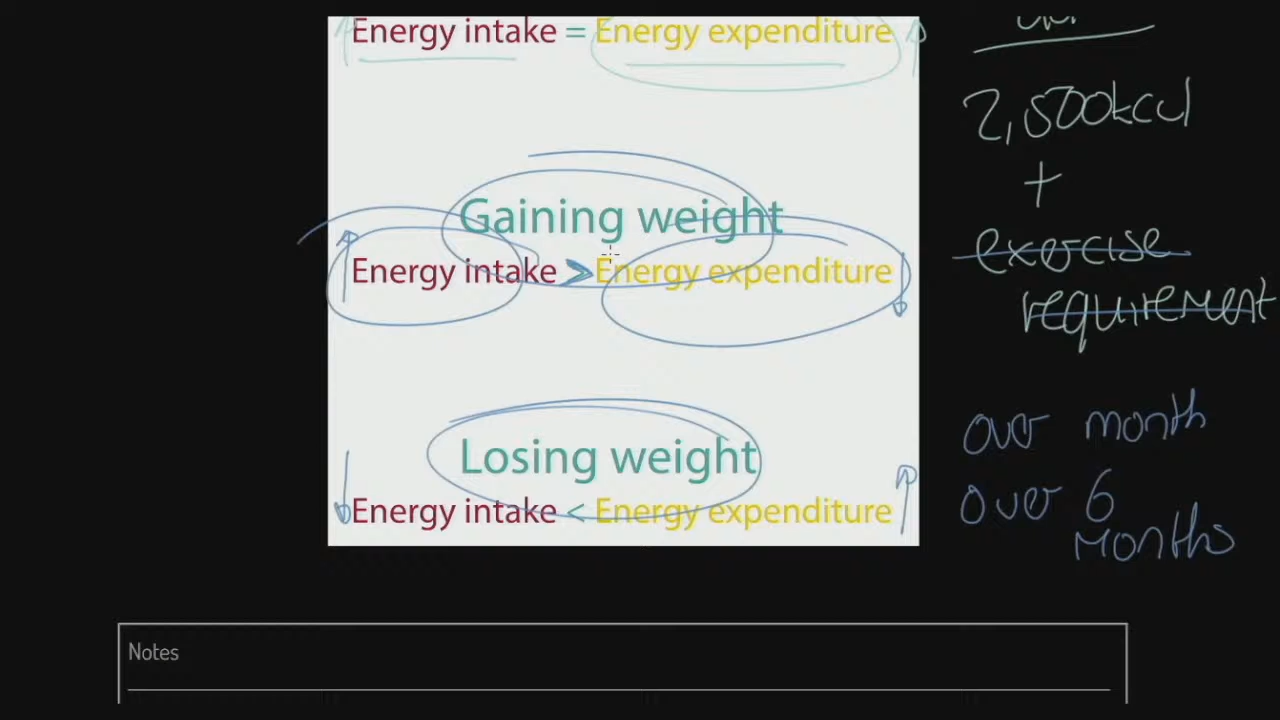 Energy intake = Energy expenditure
2,500kcal
+
Gaining weight
exercise
Energy intake > Energy expenditure
requirement
over month
Losing weight
over 6
Energy intake < Energy expenditure
months
Notes